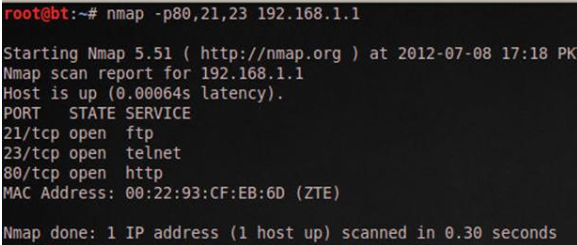 root@bt:~# nmap -p80,21,23 192.168.1.1
Starting Nmap 5.51 ( http://nmap.org ) at 2012-07-08 17:18 PK
Nmap scan report for 192.168.1.1
Host is up (0.00064s latency).
PORT   STATE SERVICE
21/tcp open  ftp
23/tcp open  telnet
80/tcp open  http
MAC Address: 00:22:93:CF:EB:6D (ZTE)
Nmap done: 1 IP address (1 host up) scanned in 0.30 seconds